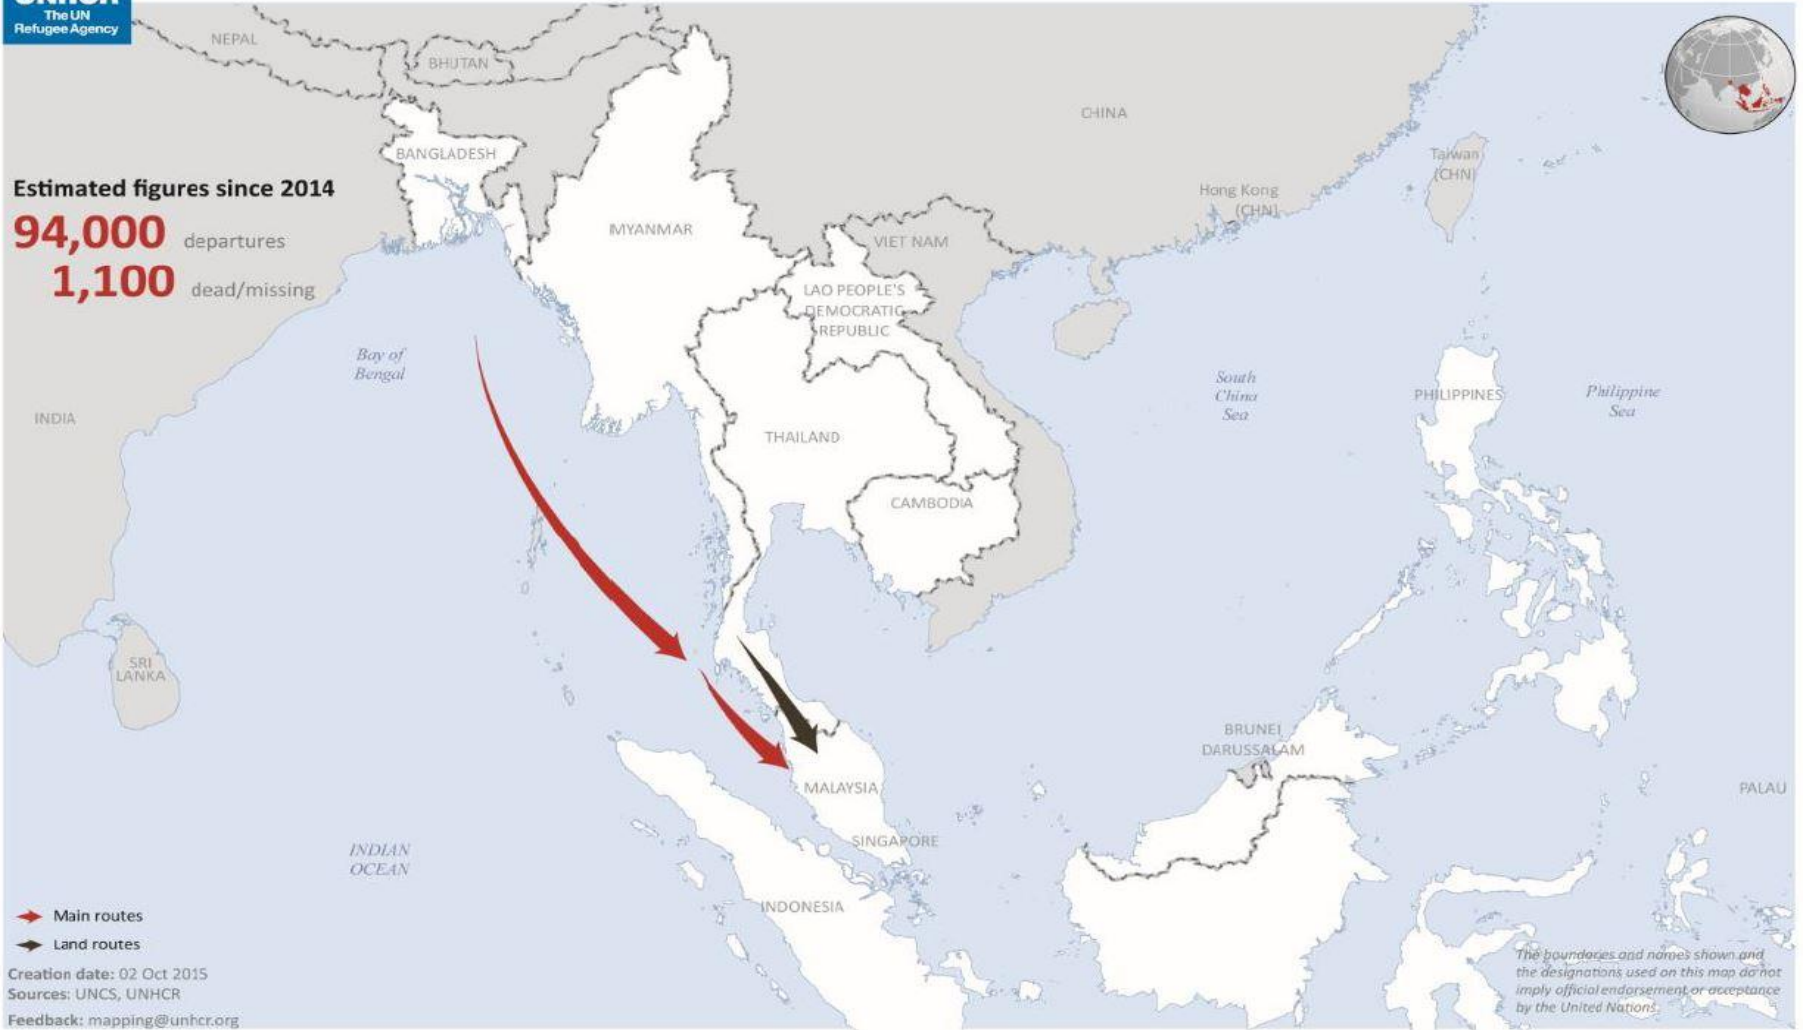 UNHCR
The UN
Refugee Agency
NEPAL
BHUTAN
CHINA
BANGLADESH
Taiwan
(CHN)
Estimated figures since 2014
94,000 departures
1,100 dead/missing
Hong Kong
(CHN)
MYANMAR
VIET NAM
LAO PEOPLE'S
DEMOCRATIC
REPUBLIC
Bay of
Bengal
South
China
Sea
PHILIPPINES
Philippine
Sea
INDIA
THAILAND
CAMBODIA
SRI
LANKA
BRUNEI
DARUSSALAM
MALAYSIA
PALAU
SINGAPORE
INDIAN
OCEAN
INDONESIA
Main routes
Land routes
Creation date: 02 Oct 2015
Sources: UNCS, UNHCR
Feedback: mapping@unhcr.org
The boundaries and names shown and
the designations used on this map do not
imply official endorsement or acceptance
by the United Nations.